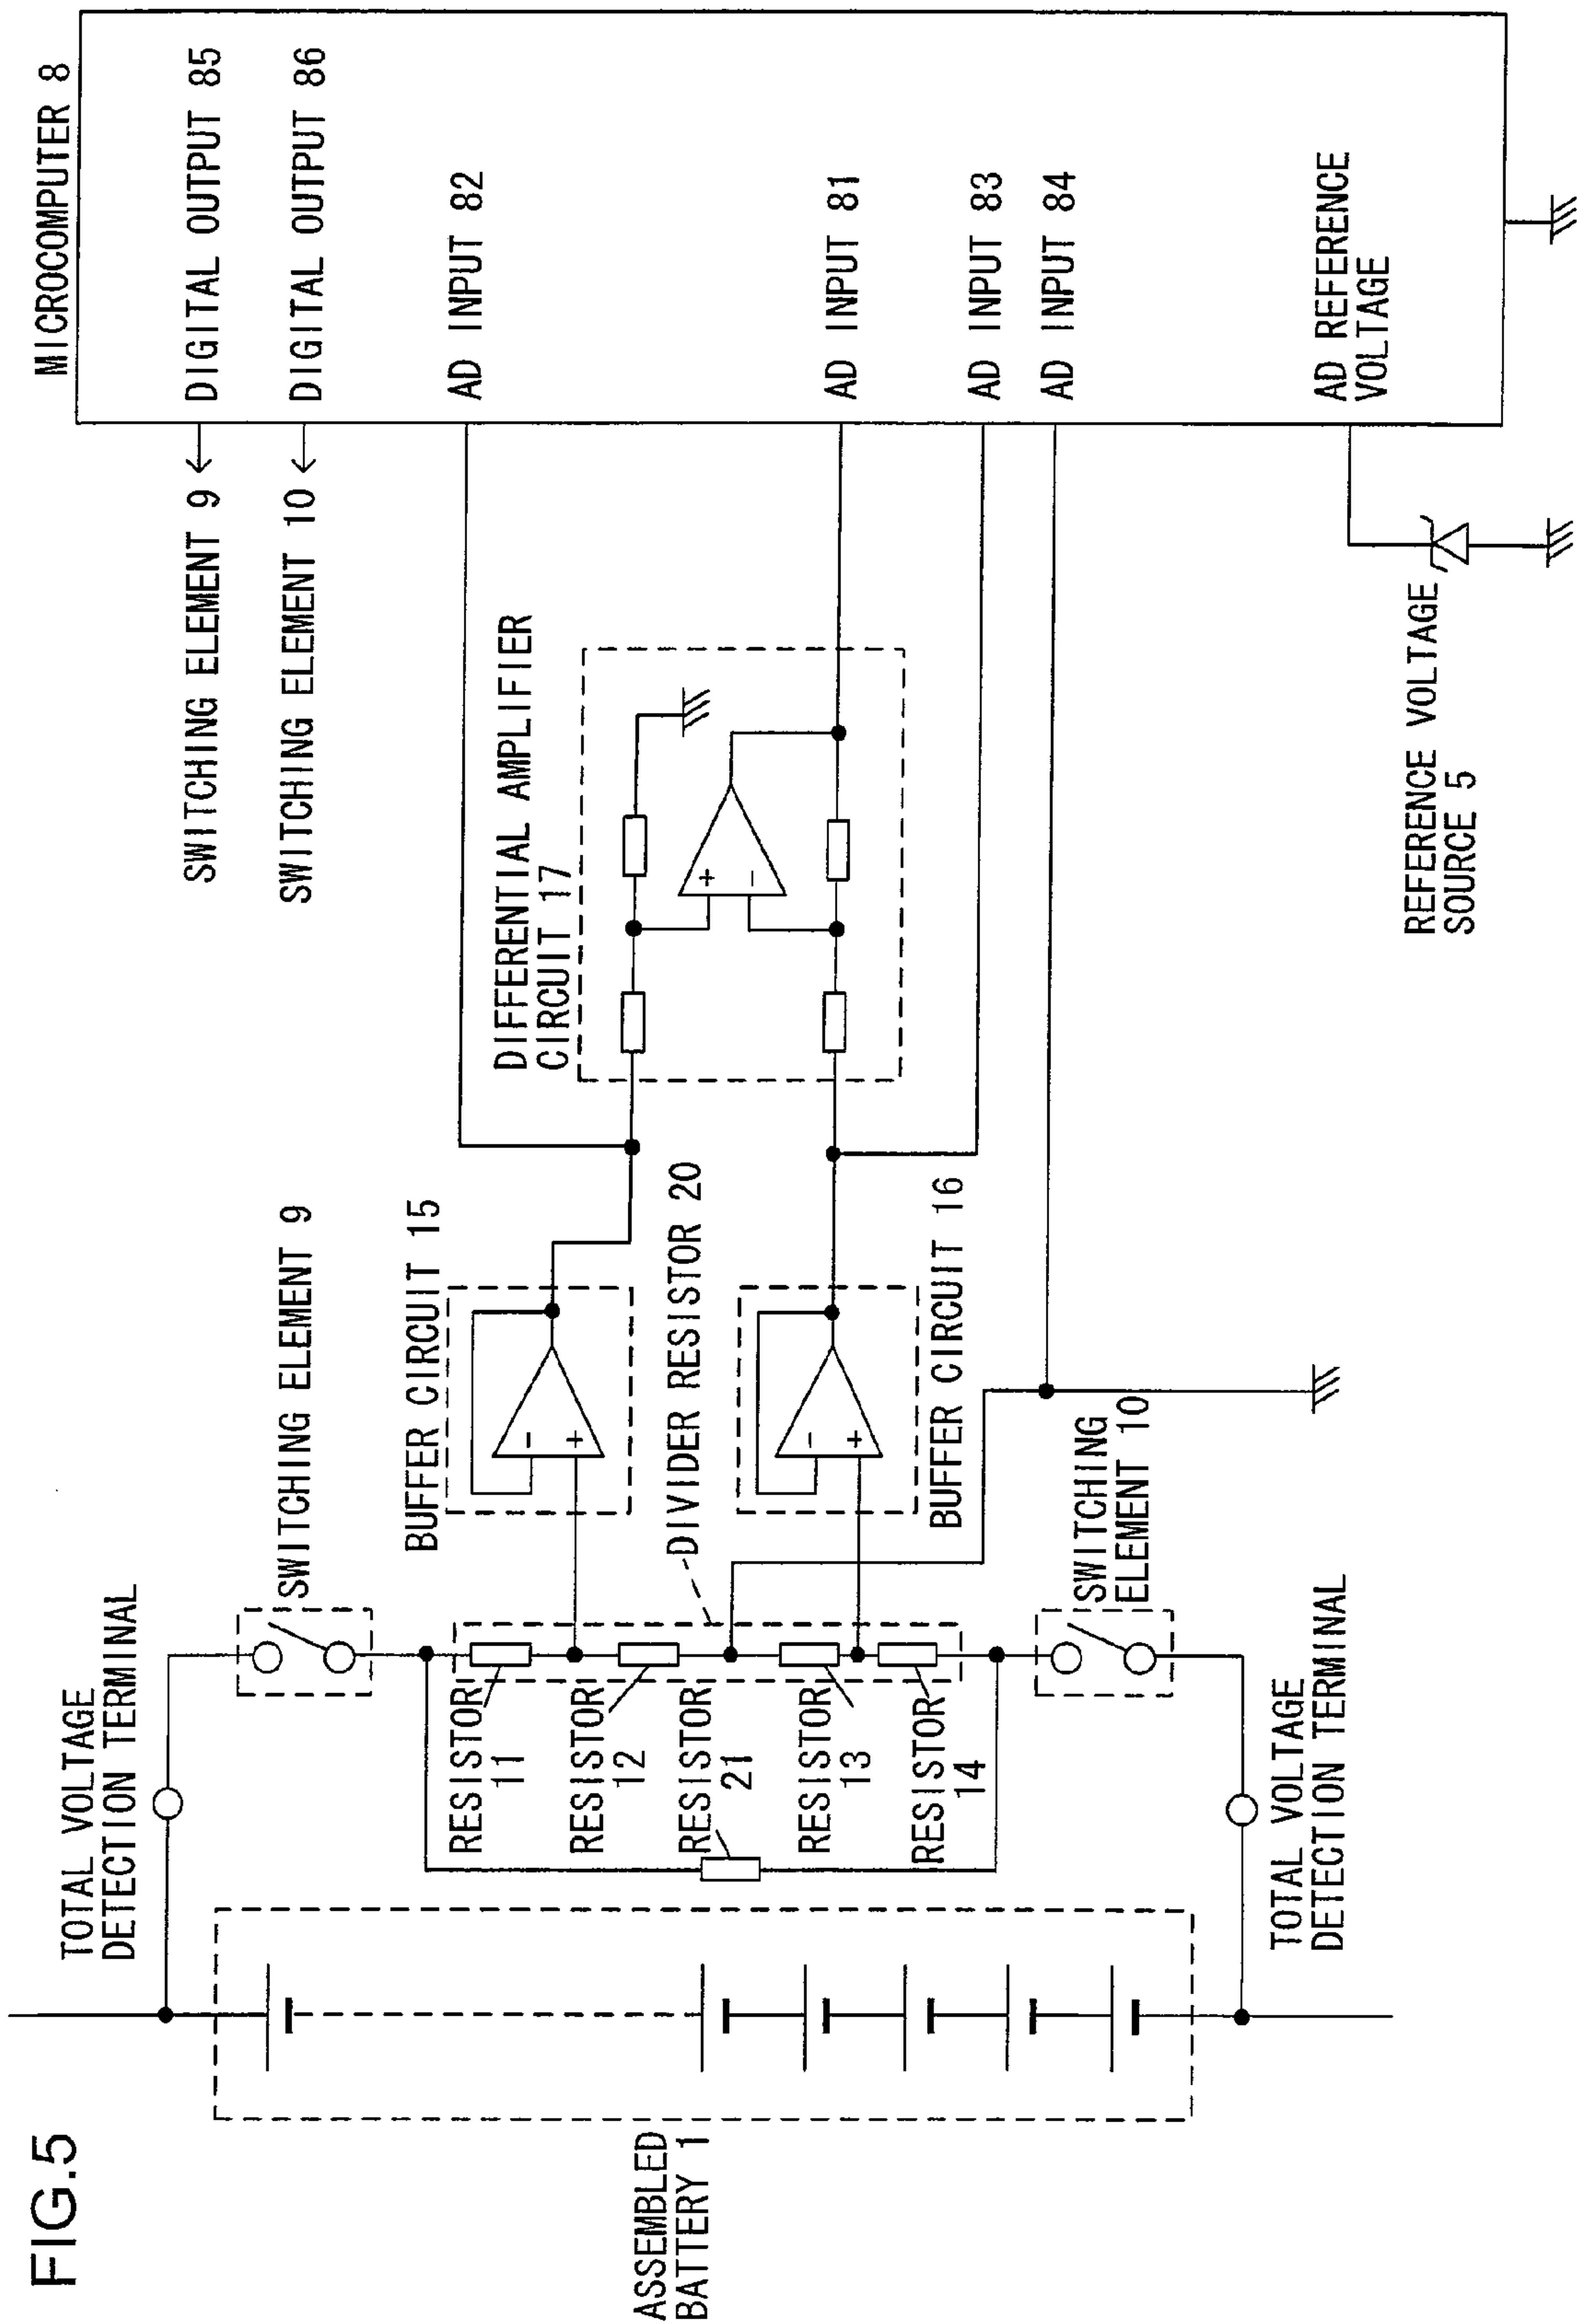 FIG.5
MICROCOMPUTER 8
DIGITAL OUTPUT 85
DIGITAL OUTPUT 86
AD INPUT 82
AD INPUT 81
AD INPUT 83
AD INPUT 84
AD REFERENCE
VOLTAGE
SWITCHING ELEMENT 9
SWITCHING ELEMENT 10
DIFFERENTIAL AMPLIFIER
CIRCUIT 17
+
−
REFERENCE VOLTAGE
SOURCE 5
SWITCHING ELEMENT 9
BUFFER CIRCUIT 15
−
+
DIVIDER RESISTOR 20
BUFFER CIRCUIT 16
−
+
SWITCHING
ELEMENT 10
TOTAL VOLTAGE
DETECTION TERMINAL
RESISTOR
11
RESISTOR
12
RESISTOR
21
RESISTOR
13
RESISTOR
14
TOTAL VOLTAGE
DETECTION TERMINAL
ASSEMBLED
BATTERY 1